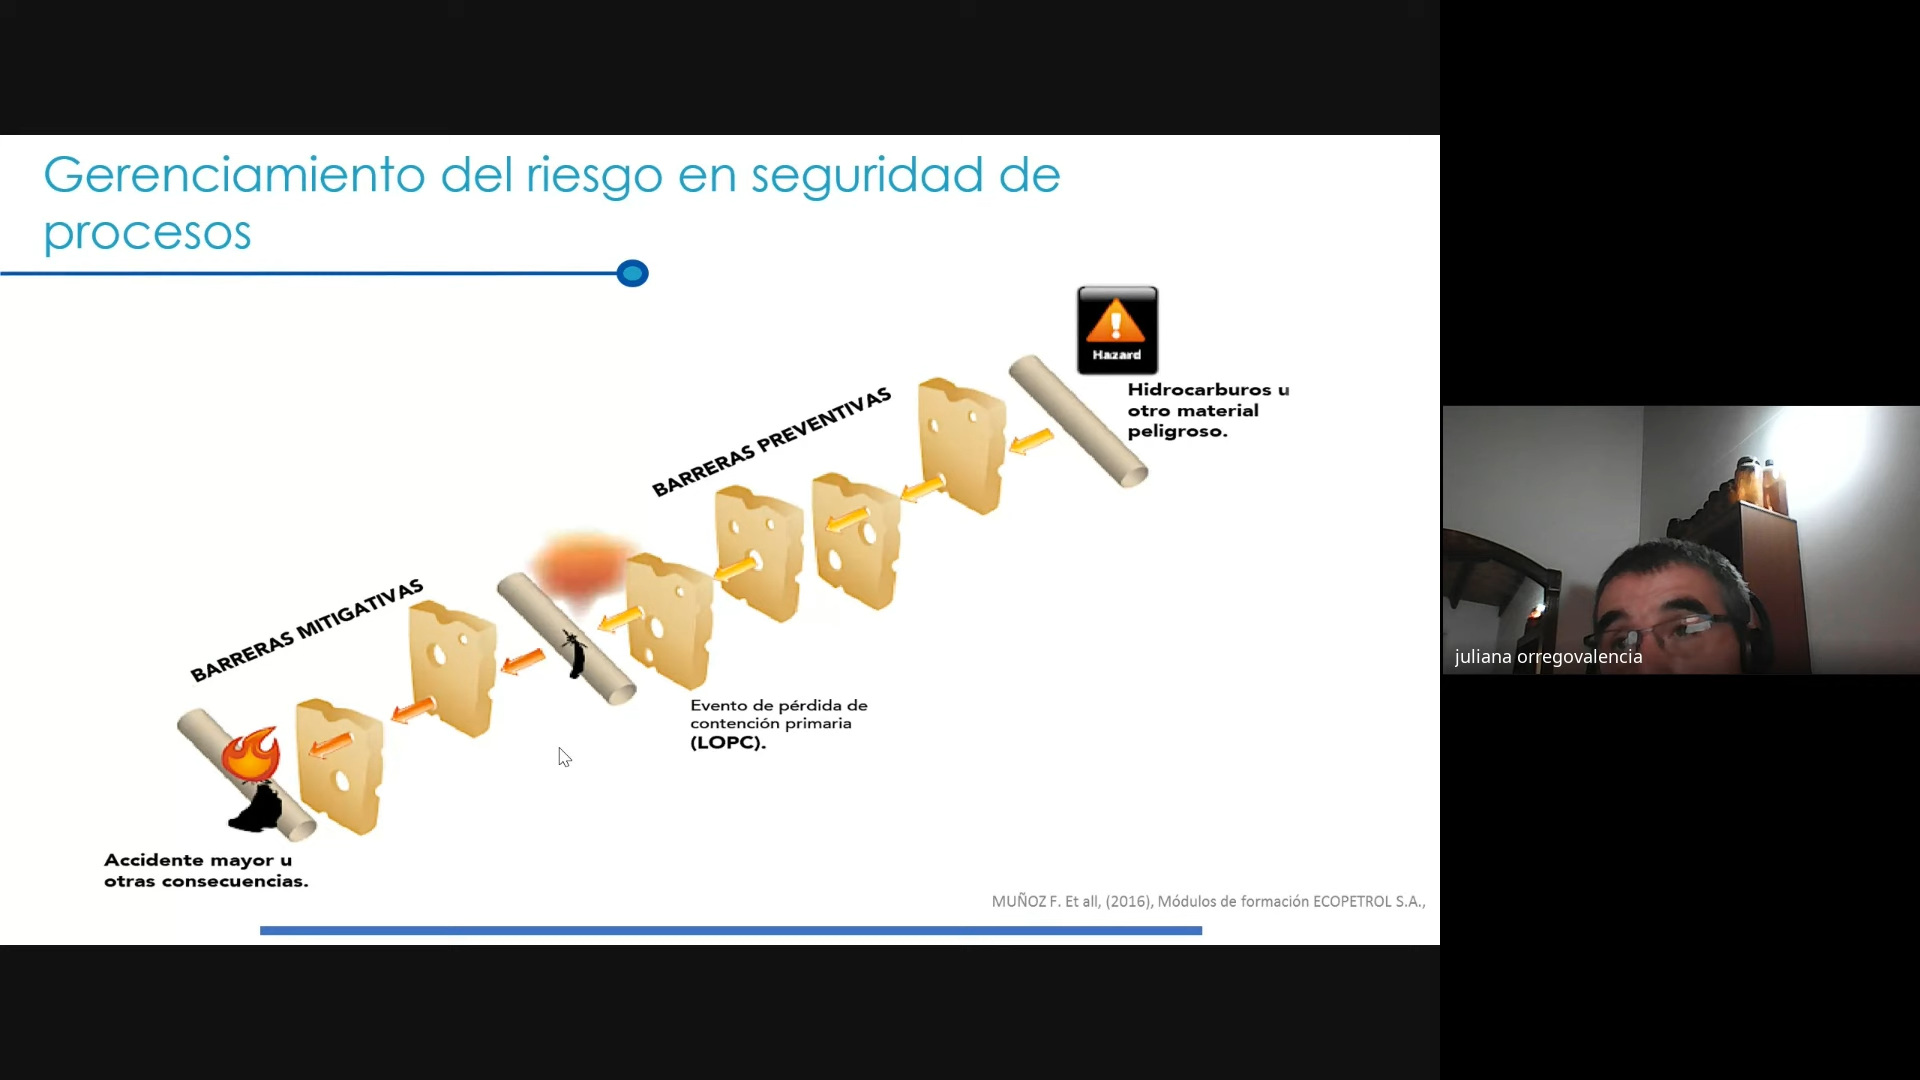 Gerenciamiento del riesgo en seguridad de
procesos
Hazard
Hidrocarburos u
otro material
peligroso.
BARRERAS PREVENTIVAS
BARRERAS MITIGATIVAS
Evento de pérdida de
contención primaria
(LOPC).
Accidente mayor u
otras consecuencias.
MUÑOZ F. Et all, (2016), Módulos de formación ECOPETROL S.A.,
juliana orregovalencia